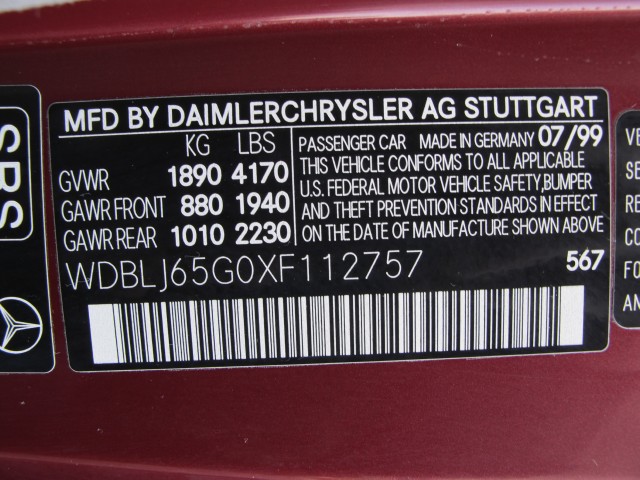 SRS
MFD BY DAIMLERCHRYSLER AG STUTTGART
KG LBS
GVWR 1890 4170
GAWR FRONT 880 1940
GAWR REAR 1010 2230
PASSENGER CAR MADE IN GERMANY 07/99
THIS VEHICLE CONFORMS TO ALL APPLICABLE
U.S. FEDERAL MOTOR VEHICLE SAFETY,BUMPER
AND THEFT PREVENTION STANDARDS IN EFFECT
ON THE DATE OF MANUFACTURE SHOWN ABOVE
WDBLJ65G0XF112757 567